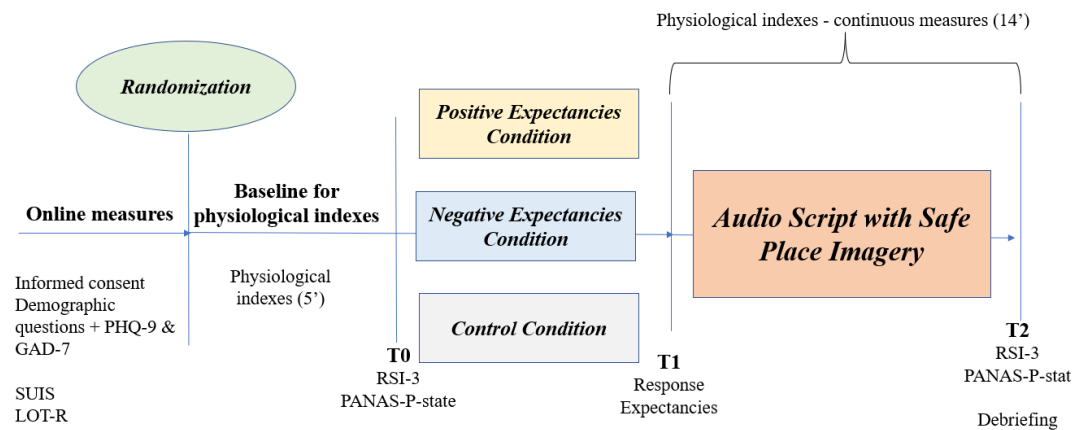 Physiological indexes - continuous measures (14’)
Randomization
Positive Expectancies
Condition
Online measures
Baseline for
physiological indexes
Negative Expectancies
Condition
Audio Script with Safe
Place Imagery
Informed consent
Demographic
questions + PHQ-9 &
GAD-7
SUIS
LOT-R
Physiological
indexes (5’)
Control Condition
T0
RSI-3
PANAS-P-state
T1
Response
Expectancies
T2
RSI-3
PANAS-P-stat
Debriefing